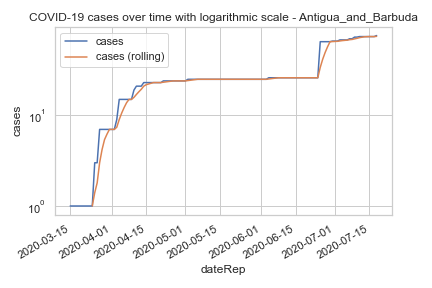 COVID-19 cases over time with logarithmic scale - Antigua_and_Barbuda
cases
cases (rolling)
cases
10¹
10⁰
2020-03-15
2020-04-01
2020-04-15
2020-05-01
2020-05-15
2020-06-01
2020-06-15
2020-07-01
2020-07-15
dateRep